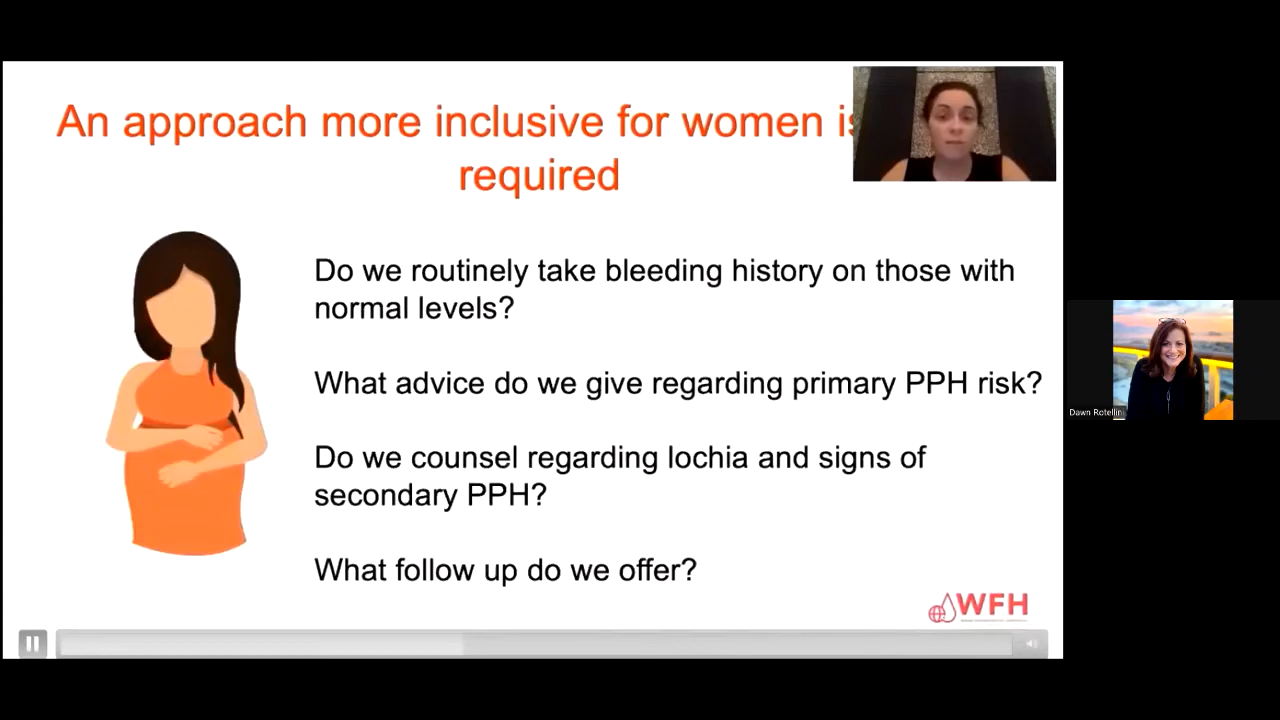 An approach more inclusive for women is
required
Do we routinely take bleeding history on those with
normal levels?
What advice do we give regarding primary PPH risk?
Do we counsel regarding lochia and signs of
secondary PPH?
What follow up do we offer?
WFH
Dawn Rotellini